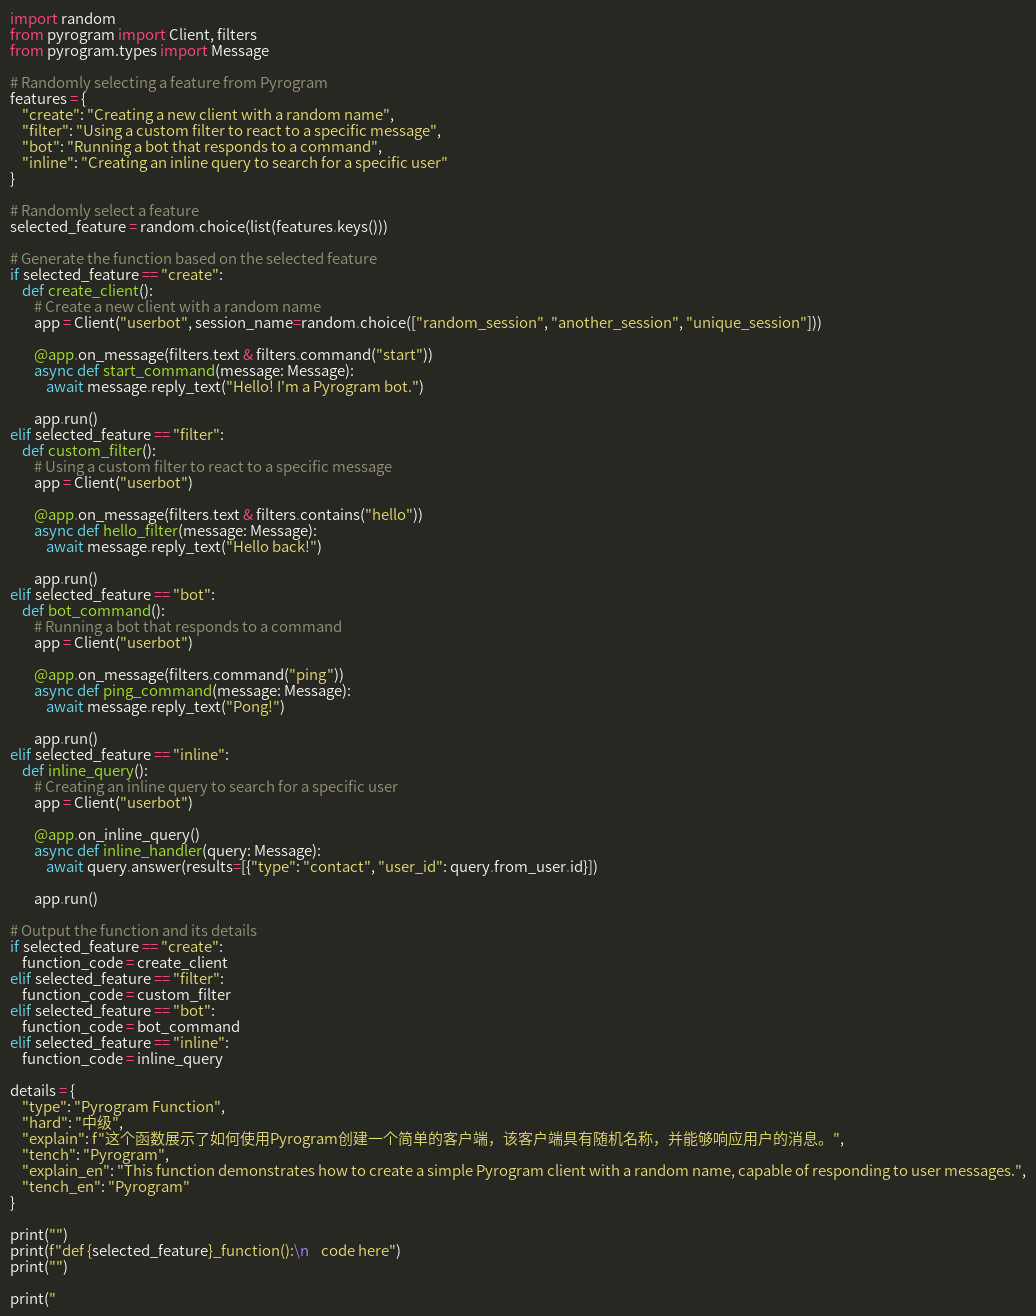 import random
from pyrogram import Client, filters
from pyrogram.types import Message

# Randomly selecting a feature from Pyrogram
features = {
    "create": "Creating a new client with a random name",
    "filter": "Using a custom filter to react to a specific message",
    "bot": "Running a bot that responds to a command",
    "inline": "Creating an inline query to search for a specific user"
}

# Randomly select a feature
selected_feature = random.choice(list(features.keys()))

# Generate the function based on the selected feature
if selected_feature == "create":
    def create_client():
        # Create a new client with a random name
        app = Client("userbot", session_name=random.choice(["random_session", "another_session", "unique_session"]))

        @app.on_message(filters.text & filters.command("start"))
        async def start_command(message: Message):
            await message.reply_text("Hello! I'm a Pyrogram bot.")

        app.run()
elif selected_feature == "filter":
    def custom_filter():
        # Using a custom filter to react to a specific message
        app = Client("userbot")

        @app.on_message(filters.text & filters.contains("hello"))
        async def hello_filter(message: Message):
            await message.reply_text("Hello back!")

        app.run()
elif selected_feature == "bot":
    def bot_command():
        # Running a bot that responds to a command
        app = Client("userbot")

        @app.on_message(filters.command("ping"))
        async def ping_command(message: Message):
            await message.reply_text("Pong!")

        app.run()
elif selected_feature == "inline":
    def inline_query():
        # Creating an inline query to search for a specific user
        app = Client("userbot")

        @app.on_inline_query()
        async def inline_handler(query: Message):
            await query.answer(results=[{"type": "contact", "user_id": query.from_user.id}])

        app.run()

# Output the function and its details
if selected_feature == "create":
    function_code = create_client
elif selected_feature == "filter":
    function_code = custom_filter
elif selected_feature == "bot":
    function_code = bot_command
elif selected_feature == "inline":
    function_code = inline_query

details = {
    "type": "Pyrogram Function",
    "hard": "中级",
    "explain": f"这个函数展示了如何使用Pyrogram创建一个简单的客户端，该客户端具有随机名称，并能够响应用户的消息。",
    "tench": "Pyrogram",
    "explain_en": "This function demonstrates how to create a simple Pyrogram client with a random name, capable of responding to user messages.",
    "tench_en": "Pyrogram"
}

print("")
print(f"def {selected_feature}_function():\n    code here")
print("")

print("